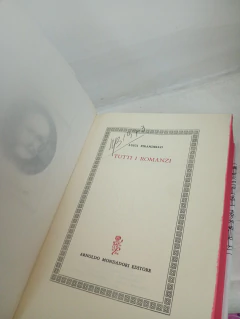 LUIGI PIRANDELLO
TUTTI I ROMANZI
ARNOLDO MONDADORI EDITORE